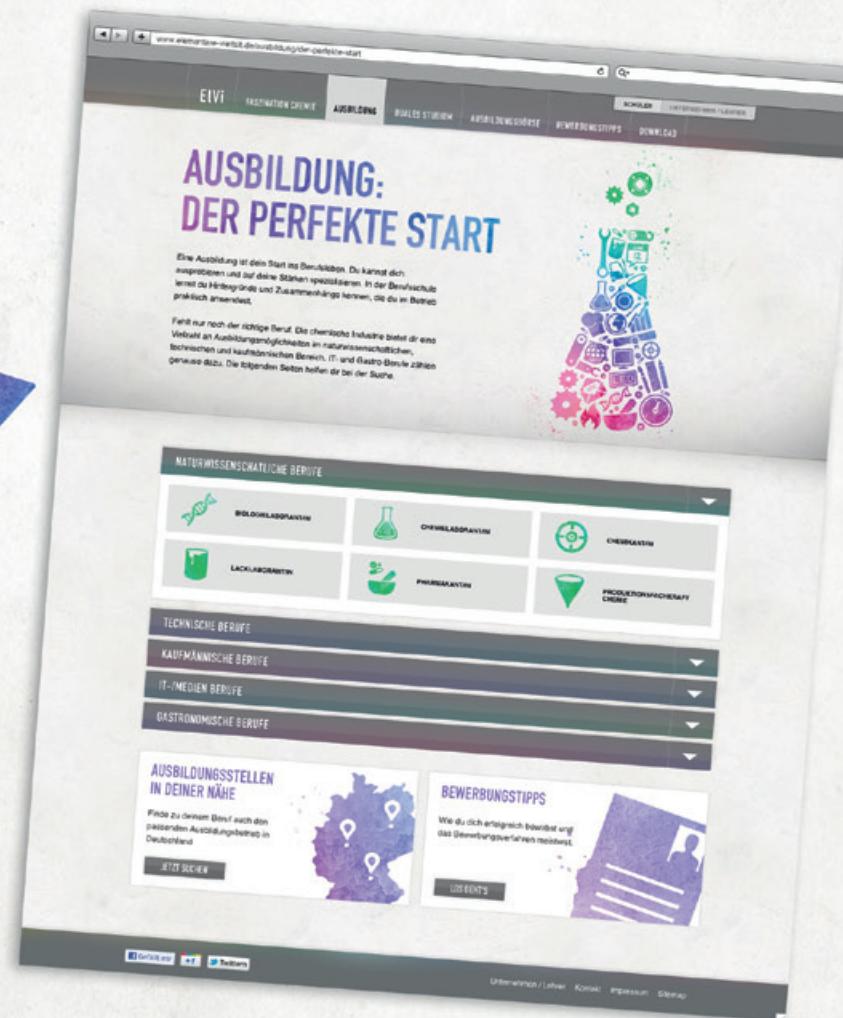 www.elementare-vielfalt.de/ausbildung/der-perfekte-start
ElVi FASZINATION CHEMIE AUSBILDUNG DUALES STUDIUM AUSBILDUNGSBÖRSE BEWERBUNGSTIPPS DOWNLOAD
SCHÜLER UNTERNEHMEN / LEHRER
AUSBILDUNG:
DER PERFEKTE START
Eine Ausbildung ist dein Start ins Berufsleben. Du kannst dich
ausprobieren und auf deine Stärken spezialisieren. In der Berufsschule
lernst du Hintergründe und Zusammenhänge kennen, die du im Betrieb
praktisch anwendest.
Fehlt nur noch der richtige Beruf. Die chemische Industrie bietet dir eine
Vielzahl an Ausbildungsmöglichkeiten im naturwissenschaftlichen,
technischen und kaufmännischen Bereich. IT- und Gastro-Berufe zählen
genauso dazu. Die folgenden Seiten helfen dir bei der Suche.
NATURWISSENSCHATLICHE BERUFE
BIOLOGIELABORANT/IN
CHEMIELABORANT/IN
CHEMIKANT/IN
LACKLABORANT/IN
PHARMAKANT/IN
PRODUKTIONSFACHKRAFT
CHEMIE
TECHNISCHE BERUFE
KAUFMÄNNISCHE BERUFE
IT-/MEDIEN BERUFE
GASTRONOMISCHE BERUFE
AUSBILDUNGSSTELLEN
IN DEINER NÄHE
Finde zu deinem Beruf auch den
passenden Ausbildungsbetrieb in
Deutschland
JETZT SUCHEN
BEWERBUNGSTIPPS
Wie du dich erfolgreich bewirbst und
das Bewerbungsverfahren meisterst.
LOS GEHT'S
Gefällt mir +1 Twittern
Unternehmen / Lehrer Kontakt Impressum Sitemap